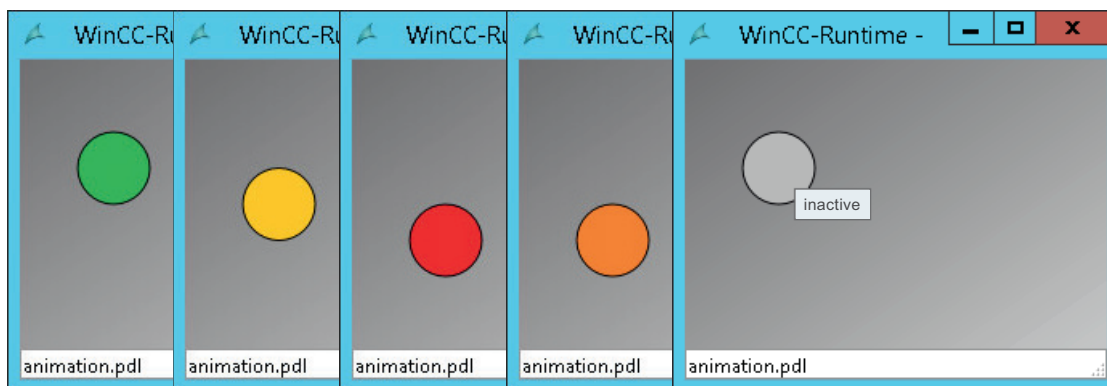 WinCC-Ru
WinCC-Ru
WinCC-Ru
WinCC-Ru
WinCC-Runtime -
inactive
animation.pdl
animation.pdl
animation.pdl
animation.pdl
animation.pdl